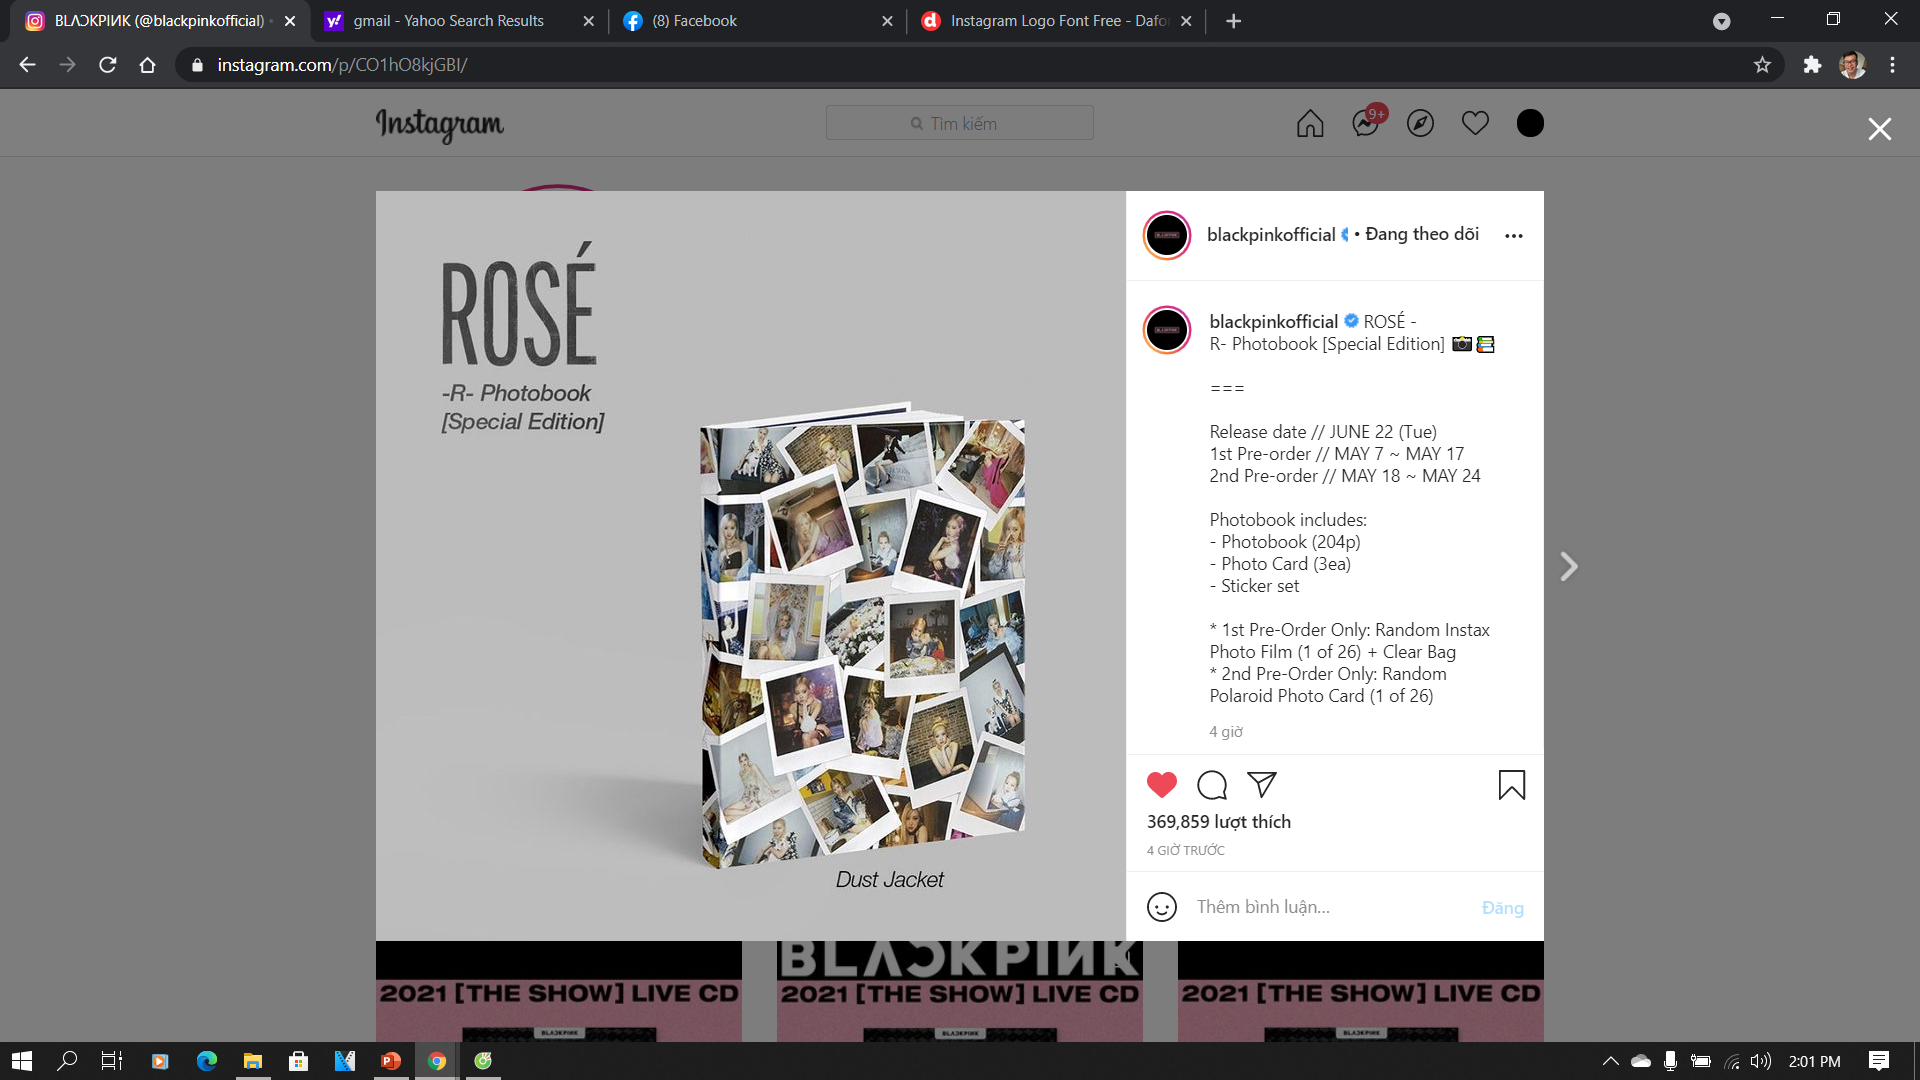 BLΛƆKPIИK (@blackpinkofficial) •
gmail - Yahoo Search Results
(8) Facebook
Instagram Logo Font Free - Dafo
instagram.com/p/CO1hO8kjGBI/
Instagram
Tìm kiếm
9+
ROSÉ
-R- Photobook
[Special Edition]
Dust Jacket
blackpinkofficial • Đang theo dõi
blackpinkofficial ROSÉ -
R- Photobook [Special Edition] 📷📚
===
Release date // JUNE 22 (Tue)
1st Pre-order // MAY 7 ~ MAY 17
2nd Pre-order // MAY 18 ~ MAY 24
Photobook includes:
- Photobook (204p)
- Photo Card (3ea)
- Sticker set
* 1st Pre-Order Only: Random Instax
Photo Film (1 of 26) + Clear Bag
* 2nd Pre-Order Only: Random
Polaroid Photo Card (1 of 26)
4 giờ
369,859 lượt thích
4 GIỜ TRƯỚC
Thêm bình luận...
Đăng
BLΛƆKPIИK
2021 [THE SHOW] LIVE CD
2021 [THE SHOW] LIVE CD
2021 [THE SHOW] LIVE CD
BLΛƆKPIИK
BLΛƆKPIИK
BLΛƆKPIИK
2:01 PM